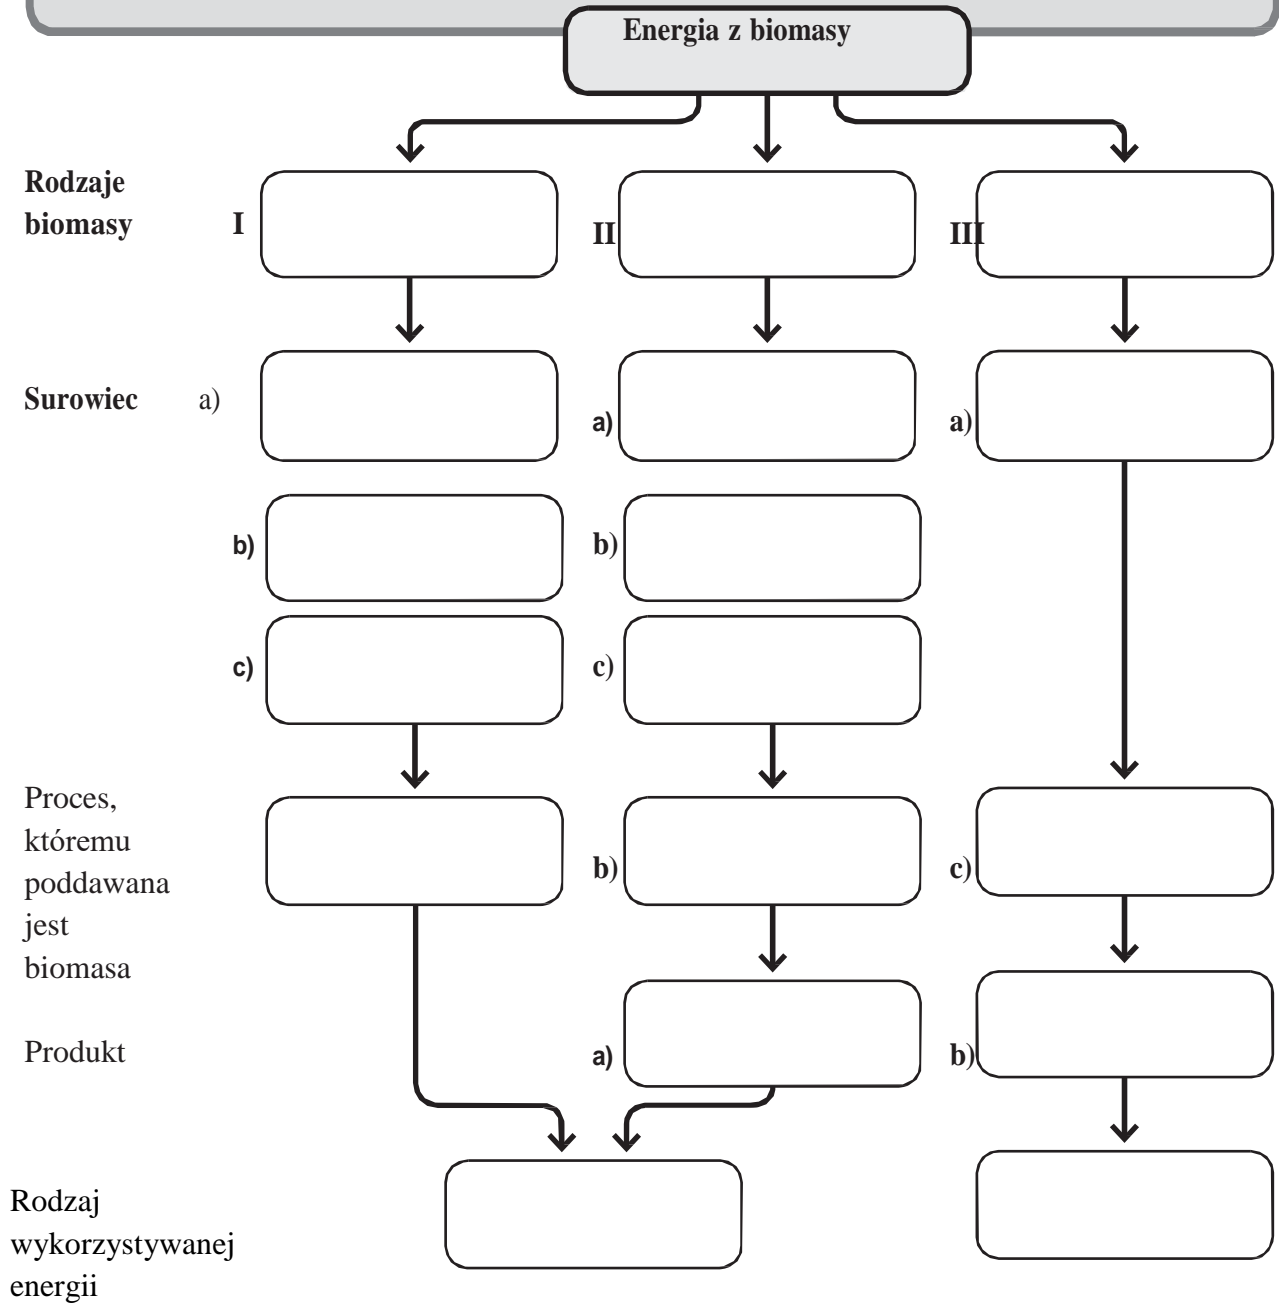 Energia z biomasy
Rodzaje
biomasy
I
II
III
Surowiec
a)
a)
a)
b)
b)
c)
c)
Proces,
któremu
poddawana
jest
biomasa
b)
c)
Produkt
a)
b)
Rodzaj
wykorzystywanej
energii